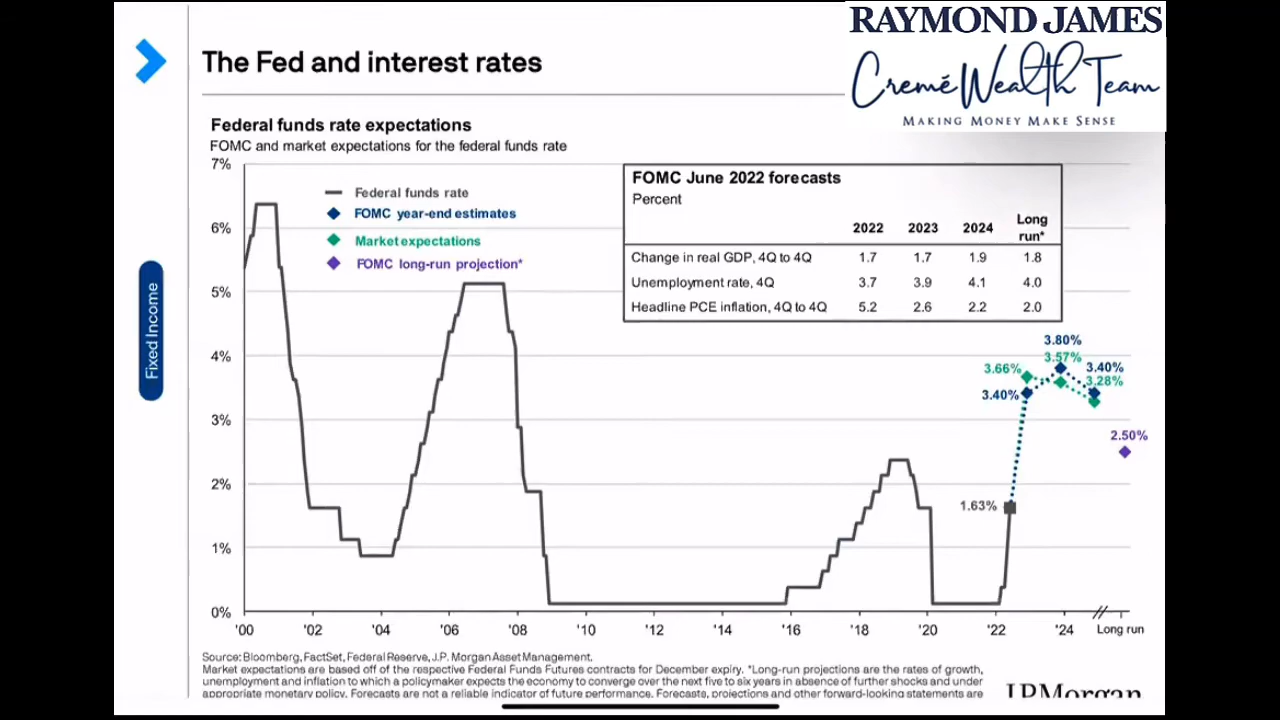 RAYMOND JAMES
Cremé Wealth Team
MAKING MONEY MAKE SENSE
The Fed and interest rates
Federal funds rate expectations
FOMC and market expectations for the federal funds rate
Fixed Income
7%
6%
5%
4%
3%
2%
1%
0%
Federal funds rate
FOMC year-end estimates
Market expectations
FOMC long-run projection*
FOMC June 2022 forecasts
Percent
2022 2023 2024 Long run*
Change in real GDP, 4Q to 4Q 1.7 1.7 1.9 1.8
Unemployment rate, 4Q 3.7 3.9 4.1 4.0
Headline PCE inflation, 4Q to 4Q 5.2 2.6 2.2 2.0
3.80%
3.66% 3.57% 3.40%
3.28%
3.40%
2.50%
1.63%
'00 '02 '04 '06 '08 '10 '12 '14 '16 '18 '20 '22 '24 Long run
Source: Bloomberg, FactSet, Federal Reserve, J.P. Morgan Asset Management.
Market expectations are based off of the respective Federal Funds Futures contracts for December expiry. *Long-run projections are the rates of growth,
unemployment and inflation to which a policymaker expects the economy to converge over the next five to six years in absence of further shocks and under
appropriate monetary policy. Forecasts are not a reliable indicator of future performance. Forecasts, projections and other forward-looking statements are
J.P.Morgan